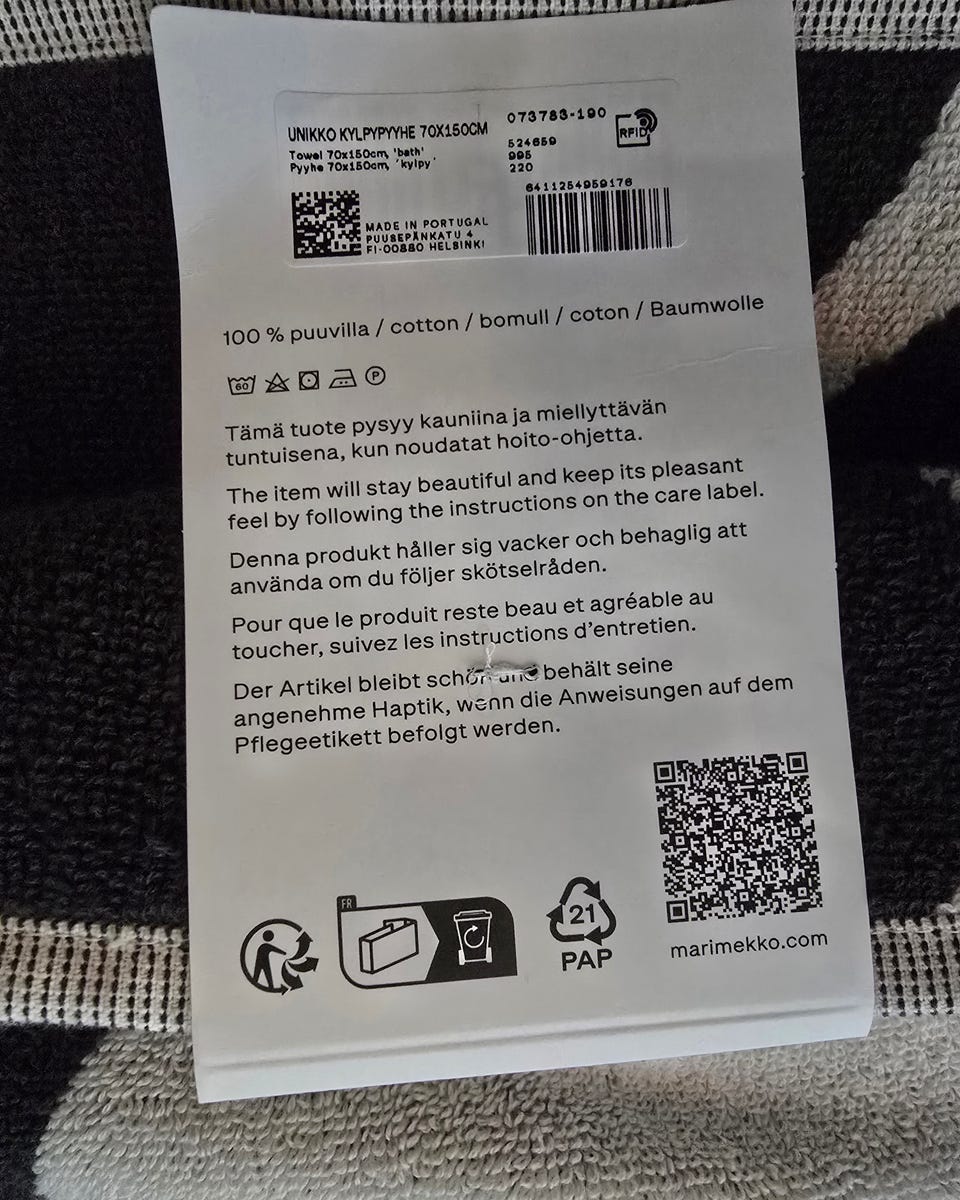 UNIKKO KYLPYPYYHE 70X150CM
Towel 70x150cm, 'bath'
Pyyhe 70x150cm, 'kylpy'
073783-190
524659
995
220
RFID
6411254959176
MADE IN PORTUGAL
PUUSEPÄNKATU 4
FI-00880 HELSINKI
100 % puuvilla / cotton / bomull / coton / Baumwolle
60
P
Tämä tuote pysyy kauniina ja miellyttävän
tuntuisena, kun noudatat hoito-ohjetta.
The item will stay beautiful and keep its pleasant
feel by following the instructions on the care label.
Denna produkt håller sig vacker och behaglig att
använda om du följer skötselråden.
Pour que le produit reste beau et agréable au
toucher, suivez les instructions d'entretien.
Der Artikel bleibt schön und behält seine
angenehme Haptik, wenn die Anweisungen auf dem
Pflegeetikett befolgt werden.
FR
21
PAP
marimekko.com